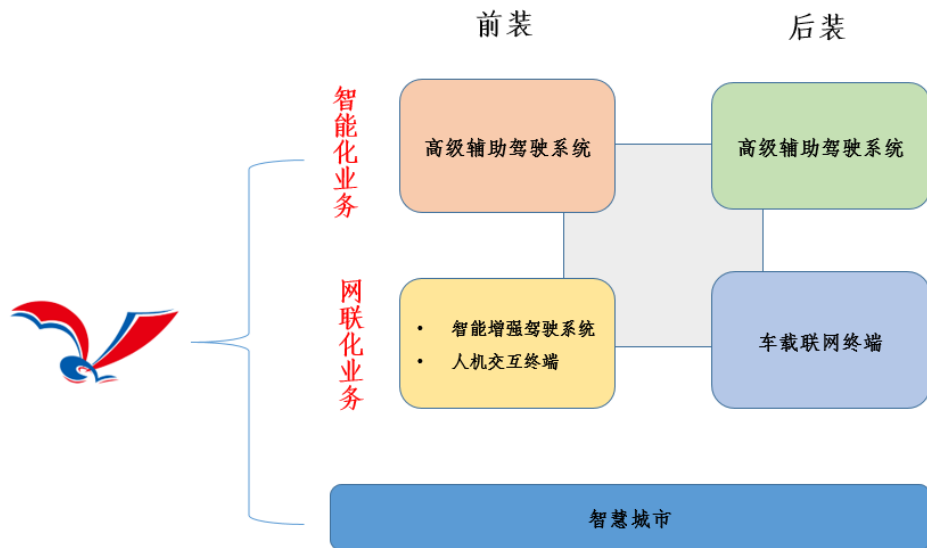 前装
后装
智能化业务
高级辅助驾驶系统
高级辅助驾驶系统
网联化业务
• 智能增强驾驶系统
• 人机交互终端
车载联网终端
智慧城市